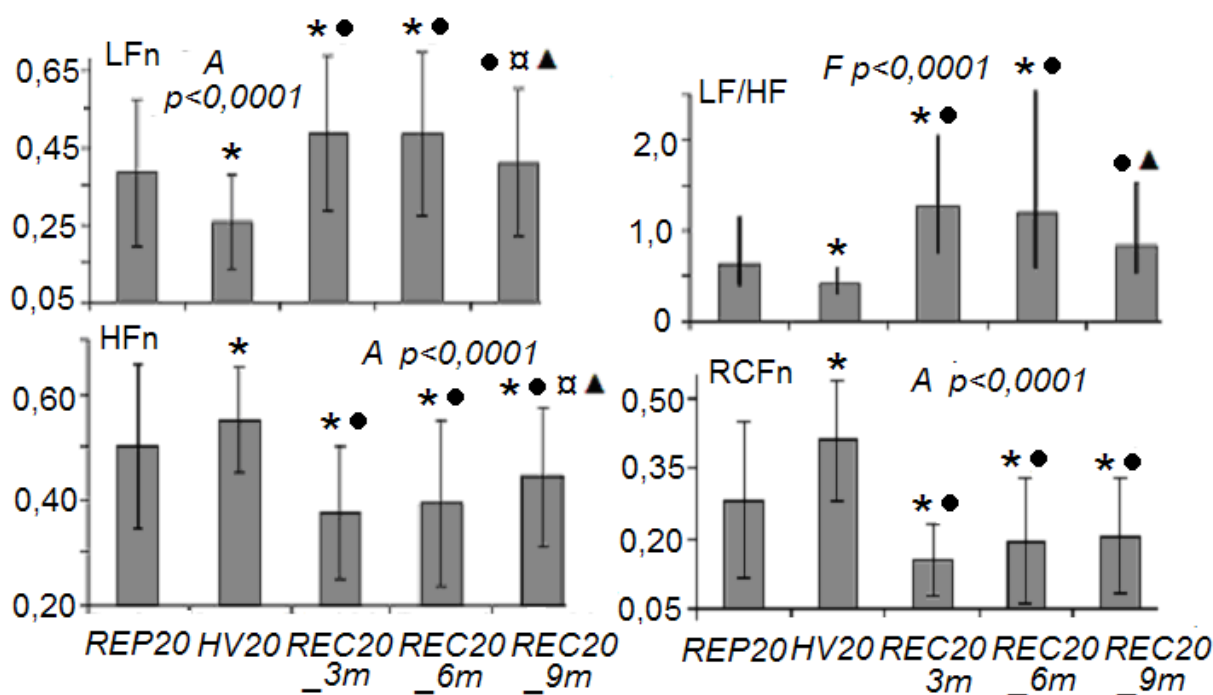 LFn
A
p<0,0001
* ●
* ●
● ¤ ▲
*
0,65
0,45
0,25
0,05
LF/HF
F p<0,0001
* ●
* ●
● ▲
*
2,0
1,0
0
HFn
A p<0,0001
*
* ●
* ●
* ● ¤ ▲
0,60
0,40
0,20
REP20
HV20
REC20
_3m
REC20
_6m
REC20
_9m
RCFn
A p<0,0001
*
* ●
* ●
* ●
0,50
0,35
0,20
0,05
REP20
HV20
REC20
3m
REC20
_6m
REC20
_9m